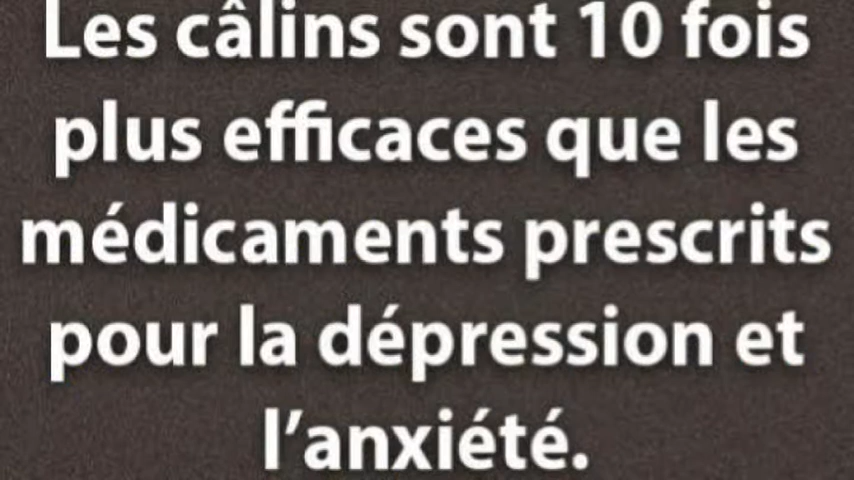 Les câlins sont 10 fois
plus efficaces que les
médicaments prescrits
pour la dépression et
l’anxiété.